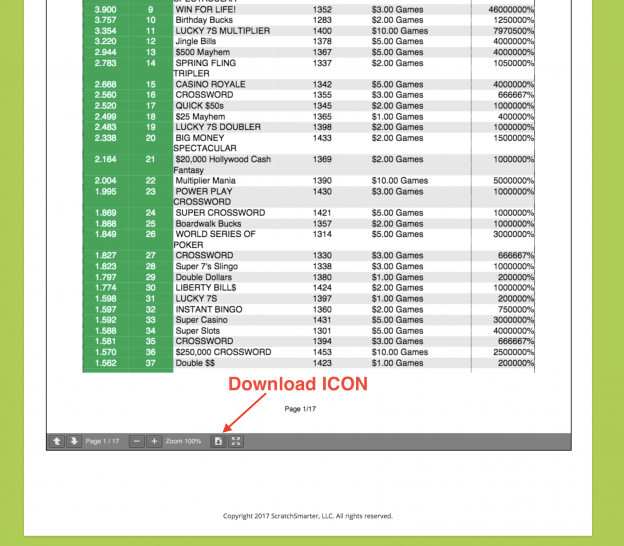 SPECTACULAR
3.900 9 WIN FOR LIFE! 1352 $3.00 Games 46000000%
3.757 10 Birthday Bucks 1283 $2.00 Games 1250000%
3.354 11 LUCKY 7S MULTIPLIER 1400 $10.00 Games 7970500%
3.220 12 Jingle Bills 1378 $5.00 Games 4000000%
2.944 13 $500 Mayhem 1367 $5.00 Games 4000000%
2.783 14 SPRING FLING 1337 $2.00 Games 1050000%
TRIPLER
2.668 15 CASINO ROYALE 1342 $5.00 Games 4000000%
2.560 16 CROSSWORD 1355 $3.00 Games 666667%
2.520 17 QUICK $50s 1345 $2.00 Games 1000000%
2.499 18 $25 Mayhem 1365 $1.00 Games 400000%
2.483 19 LUCKY 7S DOUBLER 1398 $2.00 Games 1000000%
2.338 20 BIG MONEY 1433 $2.00 Games 1500000%
SPECTACULAR
2.164 21 $20,000 Hollywood Cash 1369 $2.00 Games 1000000%
Fantasy
2.004 22 Multiplier Mania 1390 $10.00 Games 5000000%
1.995 23 POWER PLAY 1430 $3.00 Games 1000000%
CROSSWORD
1.869 24 SUPER CROSSWORD 1421 $5.00 Games 1000000%
1.868 25 Boardwalk Bucks 1357 $2.00 Games 1000000%
1.849 26 WORLD SERIES OF 1314 $5.00 Games 3000000%
POKER
1.827 27 CROSSWORD 1330 $3.00 Games 666667%
1.823 28 Super 7's Slingo 1338 $3.00 Games 1000000%
1.797 29 Double Dollars 1380 $1.00 Games 200000%
1.774 30 LIBERTY BILL$ 1424 $2.00 Games 1000000%
1.598 31 LUCKY 7S 1397 $1.00 Games 200000%
1.597 32 INSTANT BINGO 1360 $2.00 Games 750000%
1.592 33 Super Casino 1431 $5.00 Games 3000000%
1.588 34 Super Slots 1301 $5.00 Games 4000000%
1.581 35 CROSSWORD 1394 $3.00 Games 666667%
1.570 36 $250,000 CROSSWORD 1453 $10.00 Games 2500000%
1.562 37 Double $$ 1423 $1.00 Games 200000%
Download ICON
Page 1/17
Page 1 / 17 Zoom 100%
Copyright 2017 ScratchSmarter, LLC. All rights reserved.